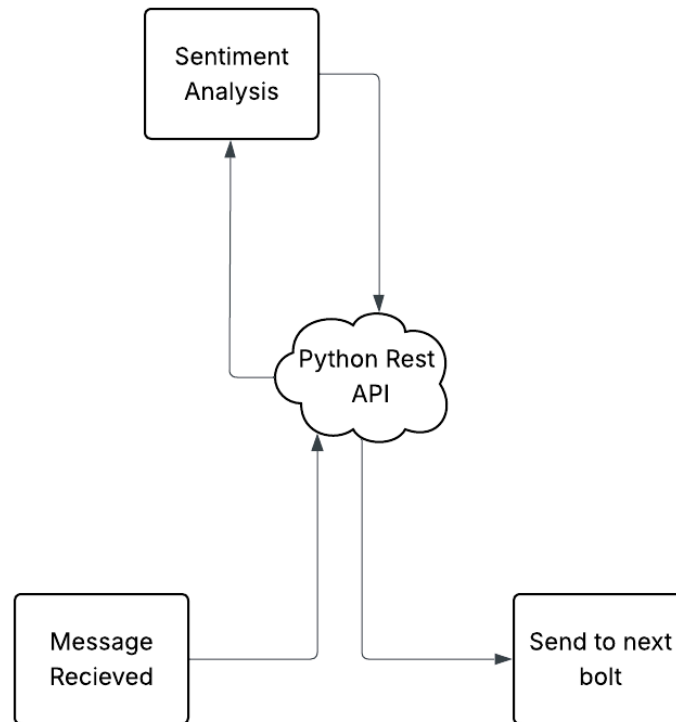 Sentiment
Analysis
Python Rest
API
Message
Recieved
Send to next
bolt